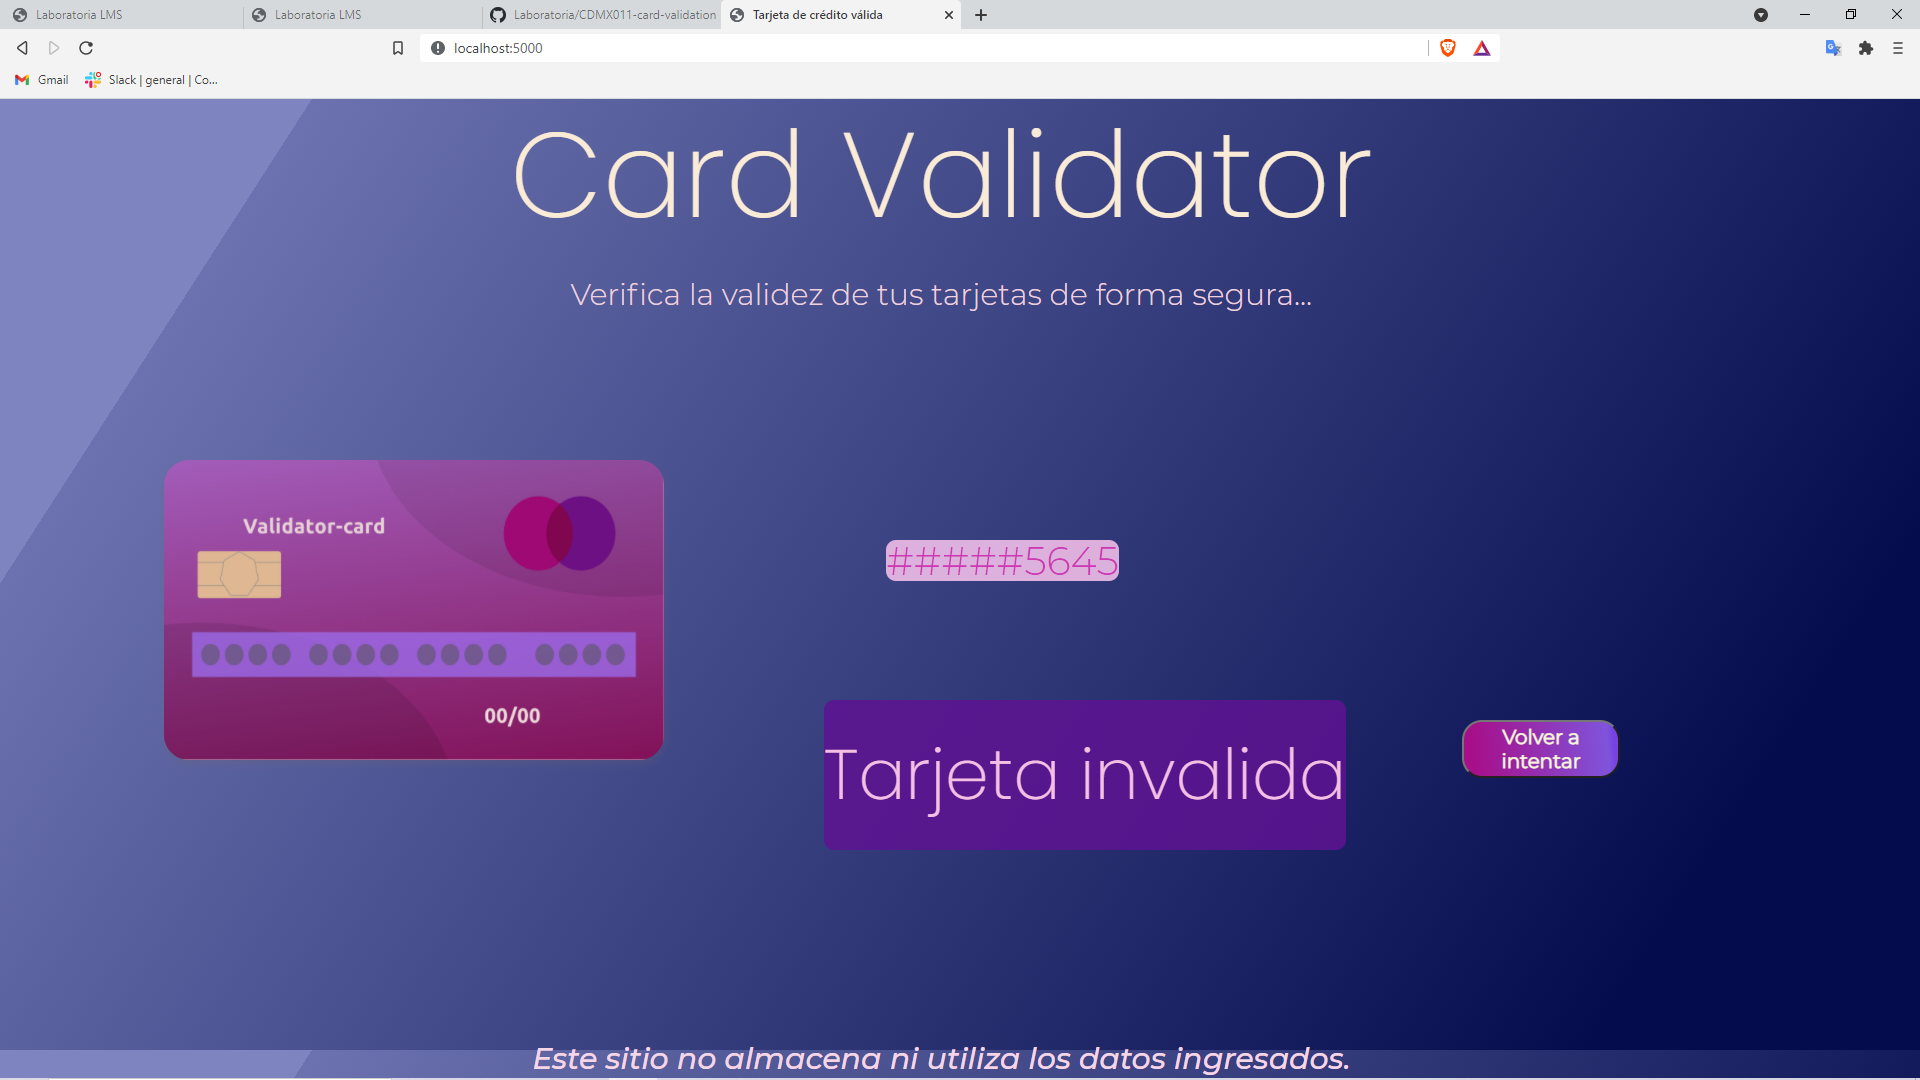 Laboratoria LMS
Laboratoria LMS
Laboratoria/CDMX011-card-validation
Tarjeta de crédito válida
localhost:5000
Gmail
Slack | general | Co...
Card Validator
Verifica la validez de tus tarjetas de forma segura...
Validator-card
00/00
#####5645
Tarjeta invalida
Volver a
intentar
Este sitio no almacena ni utiliza los datos ingresados.